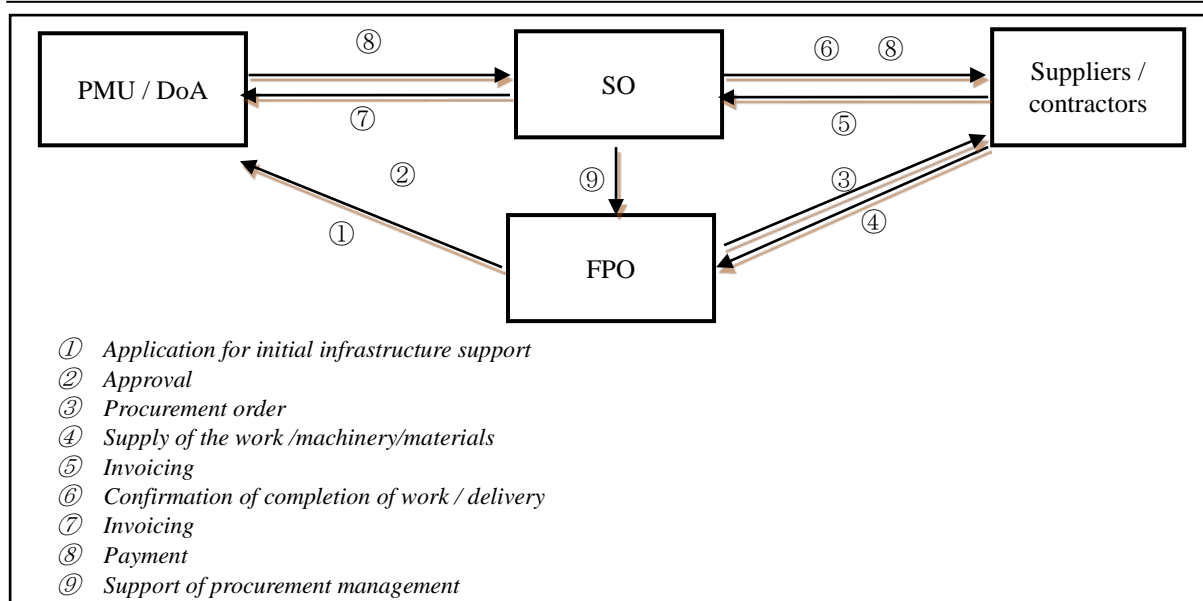 ⑧
⑥ ⑧
PMU / DoA
SO
Suppliers /
contractors
⑦
⑤
②
⑨
③
①
④
FPO
① Application for initial infrastructure support
② Approval
③ Procurement order
④ Supply of the work /machinery/materials
⑤ Invoicing
⑥ Confirmation of completion of work / delivery
⑦ Invoicing
⑧ Payment
⑨ Support of procurement management